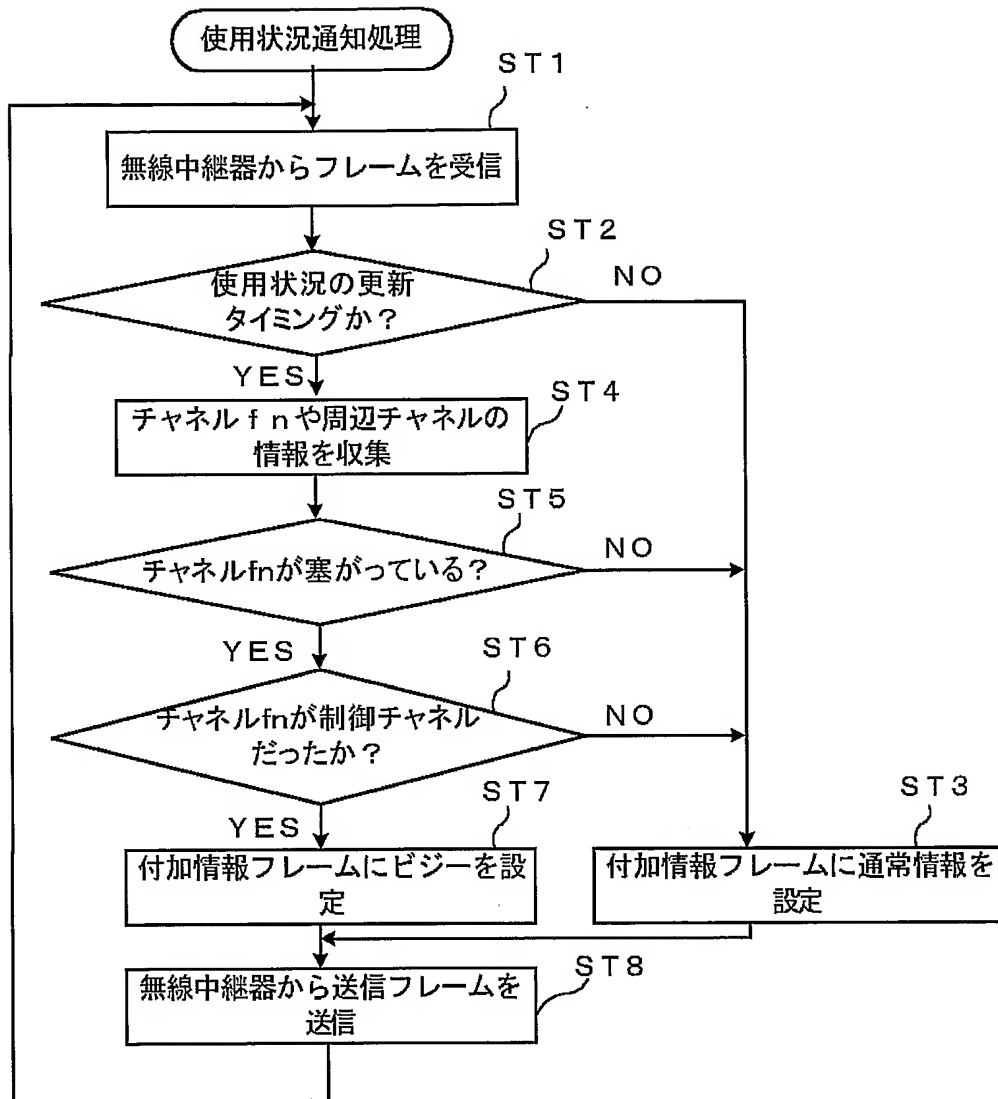 使用状況通知処理
ST1
無線中継器からフレームを受信
ST2
使用状況の更新
タイミングか？
NO
YES
ST4
チャネルfnや周辺チャネルの
情報を収集
ST5
チャネルfnが塞がっている？
NO
YES
ST6
チャネルfnが制御チャネル
だったか？
NO
YES
ST7
付加情報フレームにビジーを設
定
ST3
付加情報フレームに通常情報を
設定
ST8
無線中継器から送信フレームを
送信